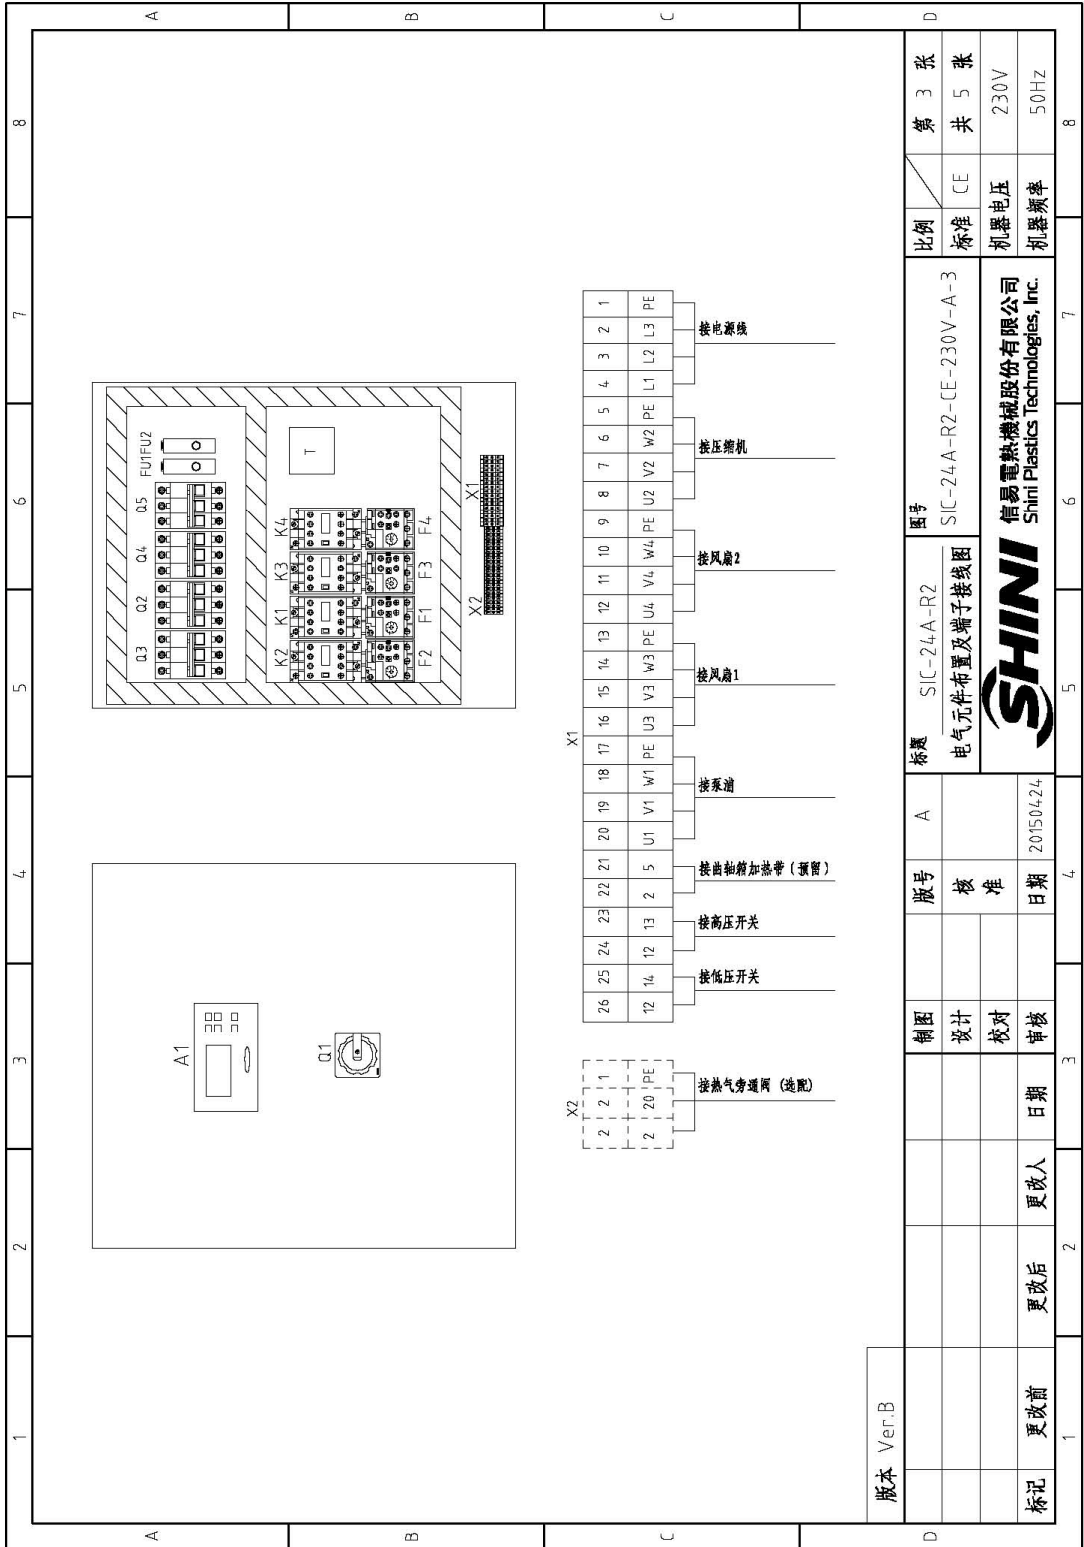 1 2 3 4 5 6 7 8
A
B
C
D
A1
Q1
Q3 Q2 Q4 Q5 FU1FU2
K2 K1 K3 K4
T
F2 F1 F3 F4
X2 X1
X2
2 2 1
2 20 PE
接热气旁通阀 (选配)
X1
26 25 24 23 22 21 20 19 18 17 16 15 14 13 12 11 10 9 8 7 6 5 4 3 2 1
12 14 12 13 2 5 U1 V1 W1 PE U3 V3 W3 PE U4 V4 W4 PE U2 V2 W2 PE L1 L2 L3 PE
接低压开关
接高压开关
接曲轴箱加热带 ( 预留 )
接泵浦
接风扇1
接风扇2
接压缩机
接电源线
版本 Ver.B
标记 更改前 更改后 更改人 日期
制图
设计
校对
审核
版号 A
核准
日期 20150424
标题
SIC-24A-R2
电气元件布置及端子接线图
图号
SIC-24A-R2-CE-230V-A-3
SHINI
信易電熱機械股份有限公司
Shini Plastics Technologies, Inc.
比例
第 3 张
标准 CE
共 5 张
机器电压 230V
机器频率 50Hz
A
B
C
D
1 2 3 4 5 6 7 8